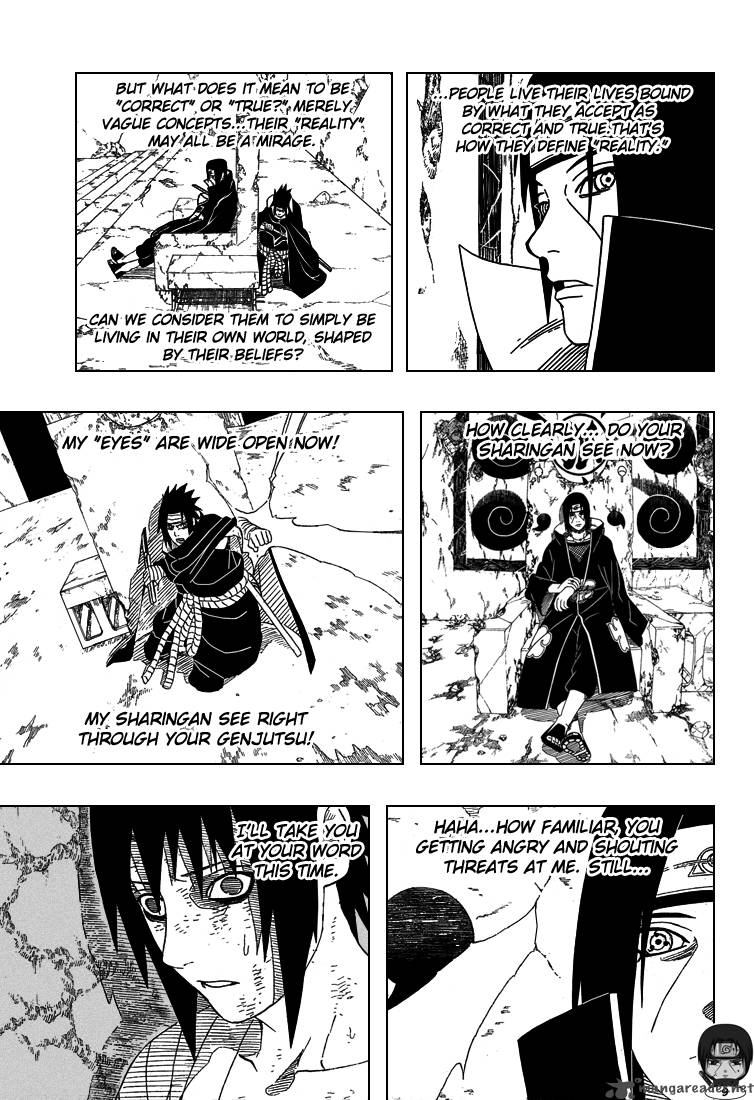 ...PEOPLE LIVE THEIR LIVES BOUND
BY WHAT THEY ACCEPT AS
CORRECT AND TRUE.THAT'S
HOW THEY DEFINE "REALITY."
BUT WHAT DOES IT MEAN TO BE
"CORRECT" OR "TRUE?" MERELY
VAGUE CONCEPTS...THEIR "REALITY"
MAY ALL BE A MIRAGE.
CAN WE CONSIDER THEM TO SIMPLY BE
LIVING IN THEIR OWN WORLD, SHAPED
BY THEIR BELIEFS?
HOW CLEARLY... DO YOUR
SHARINGAN SEE NOW?
MY "EYES" ARE WIDE OPEN NOW!
MY SHARINGAN SEE RIGHT
THROUGH YOUR GENJUTSU!
HAHA...HOW FAMILIAR, YOU
GETTING ANGRY AND SHOUTING
THREATS AT ME. STILL...
I'LL TAKE YOU
AT YOUR WORD
THIS TIME.
9
mangareader.net